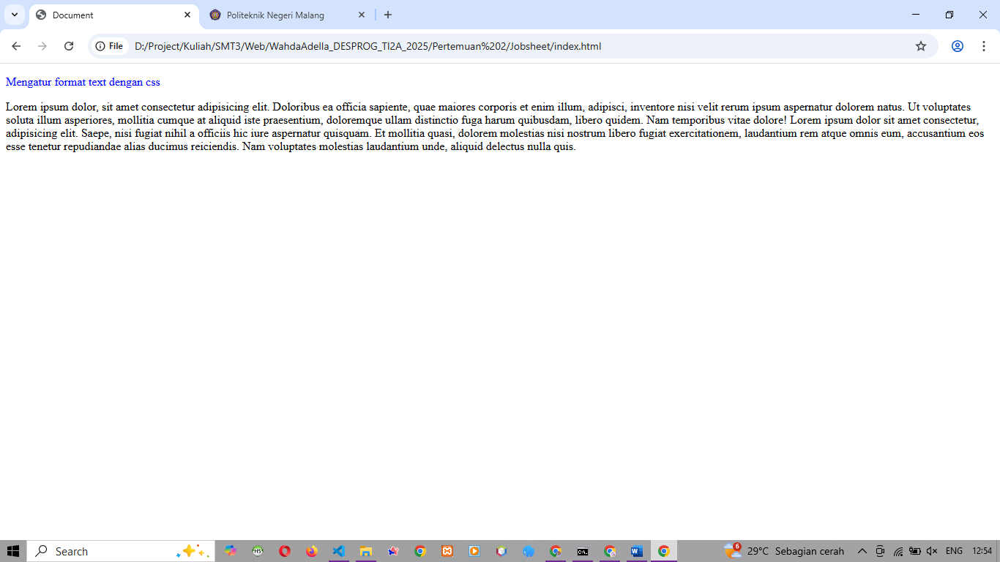 Document
Politeknik Negeri Malang
File
D:/Project/Kuliah/SMT3/Web/WahdaAdella_DESPROG_TI2A_2025/Pertemuan%202/Jobsheet/index.html
Mengatur format text dengan css
Lorem ipsum dolor, sit amet consectetur adipisicing elit. Doloribus ea officia sapiente, quae maiores corporis et enim illum, adipisci, inventore nisi velit rerum ipsum aspernatur dolorem natus. Ut voluptates
soluta illum asperiores, mollitia cumque at aliquid iste praesentium, doloremque ullam distinctio fuga harum quibusdam, libero quidem. Nam temporibus vitae dolore! Lorem ipsum dolor sit amet consectetur,
adipisicing elit. Saepe, nisi fugiat nihil a officiis hic iure aspernatur quisquam. Et mollitia quasi, dolorem molestias nisi nostrum libero fugiat exercitationem, laudantium rem atque omnis eum, accusantium eos
esse tenetur repudiandae alias ducimus reiciendis. Nam voluptates molestias laudantium unde, aliquid delectus nulla quis.
Search
HS
6
29°C Sebagian cerah
ENG
12:54